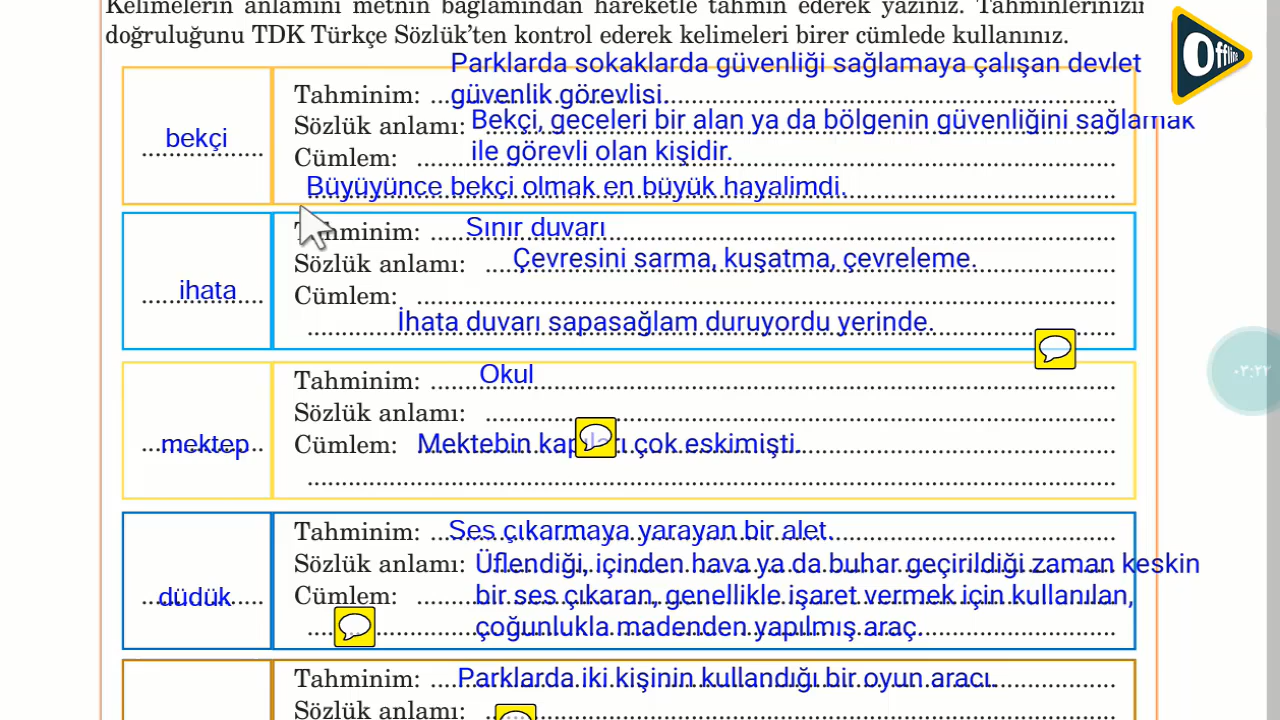 Kelimelerin anlamını metnin bağlamından hareketle tahmin ederek yazınız. Tahminlerinizin
doğruluğunu TDK Türkçe Sözlük'ten kontrol ederek kelimeleri birer cümlede kullanınız.
Offline
bekçi
Tahminim: Parklarda sokaklarda güvenliği sağlamaya çalışan devlet
güvenlik görevlisi.
Sözlük anlamı: Bekçi, geceleri bir alan ya da bölgenin güvenliğini sağlamak
ile görevli olan kişidir.
Cümlem:
Büyüyünce bekçi olmak en büyük hayalimdi.
ihata
Tahminim: Sınır duvarı
Sözlük anlamı: Çevresini sarma, kuşatma, çevreleme.
Cümlem:
İhata duvarı sapasağlam duruyordu yerinde.
۰۳:۲۲
mektep
Tahminim: Okul
Sözlük anlamı:
Cümlem: Mektebin kapıları çok eskimişti.
düdük
Tahminim: Ses çıkarmaya yarayan bir alet.
Sözlük anlamı: Üflendiği, içinden hava ya da buhar geçirildiği zaman keskin
bir ses çıkaran, genellikle işaret vermek için kullanılan,
çoğunlukla madenden yapılmış araç.
Cümlem:
Tahminim: Parklarda iki kişinin kullandığı bir oyun aracı.
Sözlük anlamı: